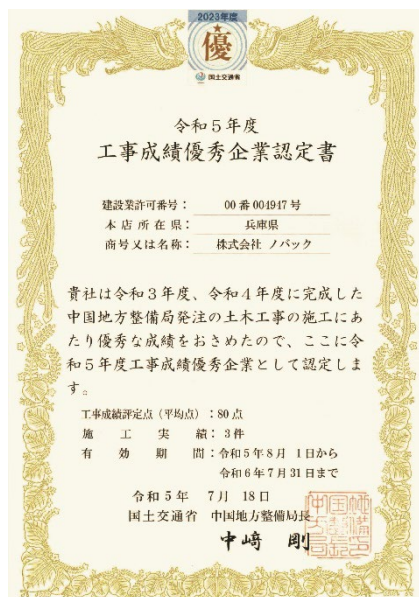 2023年度
優
国土交通省
令和5年度
工事成績優秀企業認定書
建設業許可番号: 00番004947号
本店所在県: 兵庫県
商号又は名称: 株式会社 ノバック
貴社は令和3年度、令和4年度に完成した
中国地方整備局発注の土木工事の施工にあ
たり優秀な成績をおさめたので、ここに令
和5年度工事成績優秀企業として認定しま
す。
工事成績評定点(平均点):80点
施工実績:3件
有効期間:令和5年8月1日から
令和6年7月31日まで
令和5年 7月 18日
国土交通省 中国地方整備局長
中﨑 剛